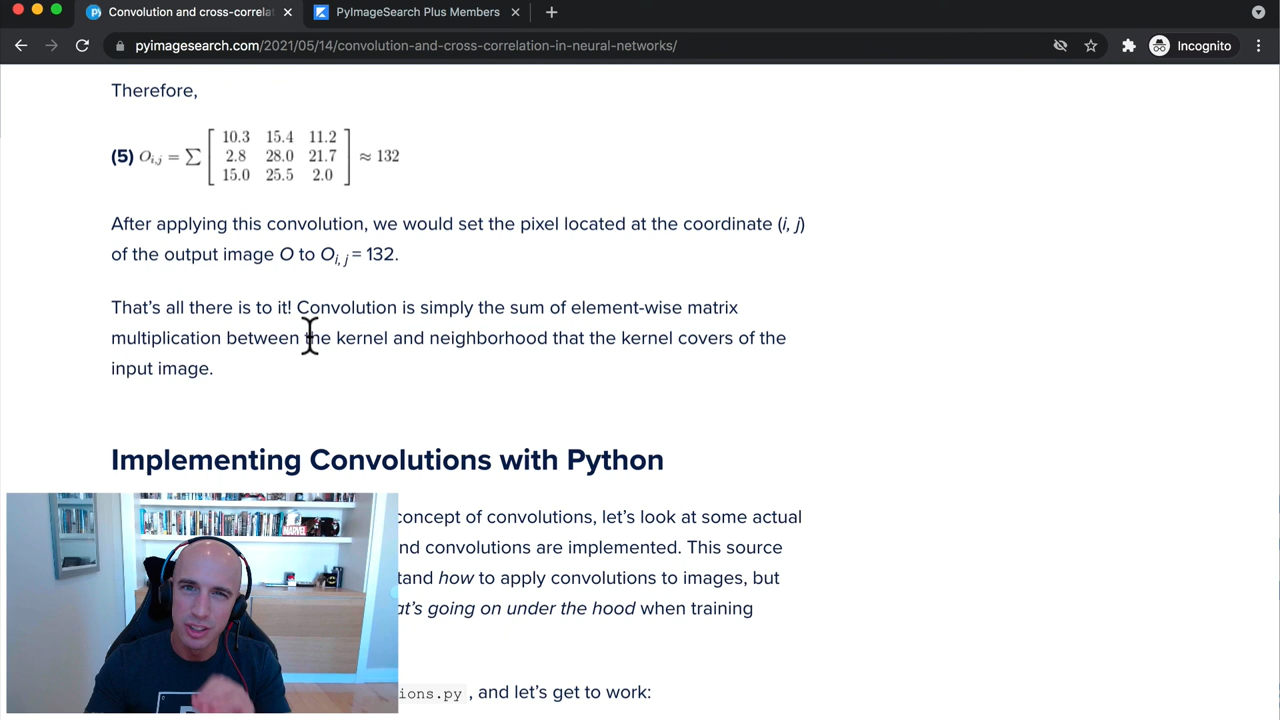 Convolution and cross-correlat
PyImageSearch Plus Members
pyimagesearch.com/2021/05/14/convolution-and-cross-correlation-in-neural-networks/
Incognito
Therefore,
(5) O_{i,j} = ∑ [ 10.3 15.4 11.2
2.8 28.0 21.7
15.0 25.5 2.0 ] ≈ 132
After applying this convolution, we would set the pixel located at the coordinate (i, j)
of the output image O to O_{i, j} = 132.
That's all there is to it! Convolution is simply the sum of element-wise matrix
multiplication between the kernel and neighborhood that the kernel covers of the
input image.
Implementing Convolutions with Python
concept of convolutions, let's look at some actual
nd convolutions are implemented. This source
tand how to apply convolutions to images, but
at's going on under the hood when training
ions.py , and let's get to work:
MARVEL